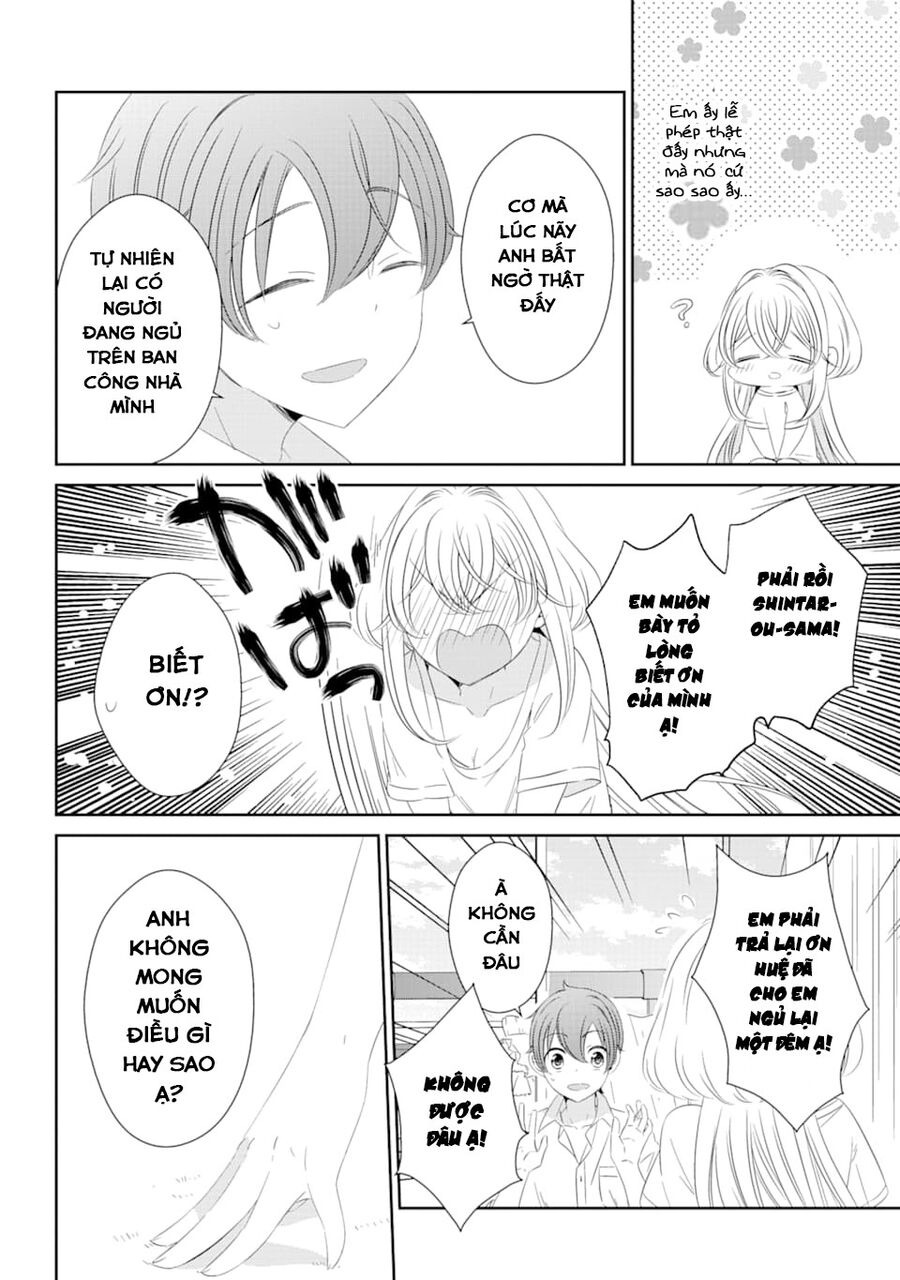 Em ấy lễ
phép thật
đấy nhưng
mà nó cứ
sao sao ấy...
?
CƠ MÀ
LÚC NÃY
ANH BẤT
NGỜ THẬT
ĐẤY
TỰ NHIÊN
LẠI CÓ
NGƯỜI
ĐANG NGỦ
TRÊN BAN
CÔNG NHÀ
MÌNH
PHẢI RỒI
SHINTAR-
OU-SAMA!
EM MUỐN
BÀY TỎ
LÒNG
BIẾT ƠN
CỦA MÌNH
Ạ!
がばっ
BIẾT
ƠN!?
EM PHẢI
TRẢ LẠI ƠN
HUỆ ĐÃ
CHO EM
NGỦ LẠI
MỘT ĐÊM Ạ!
À
KHÔNG
CẦN
ĐÂU
KHÔNG
ĐƯỢC
ĐÂU Ạ!
ANH
KHÔNG
MONG
MUỐN
ĐIỀU GÌ
HAY SAO
Ạ?